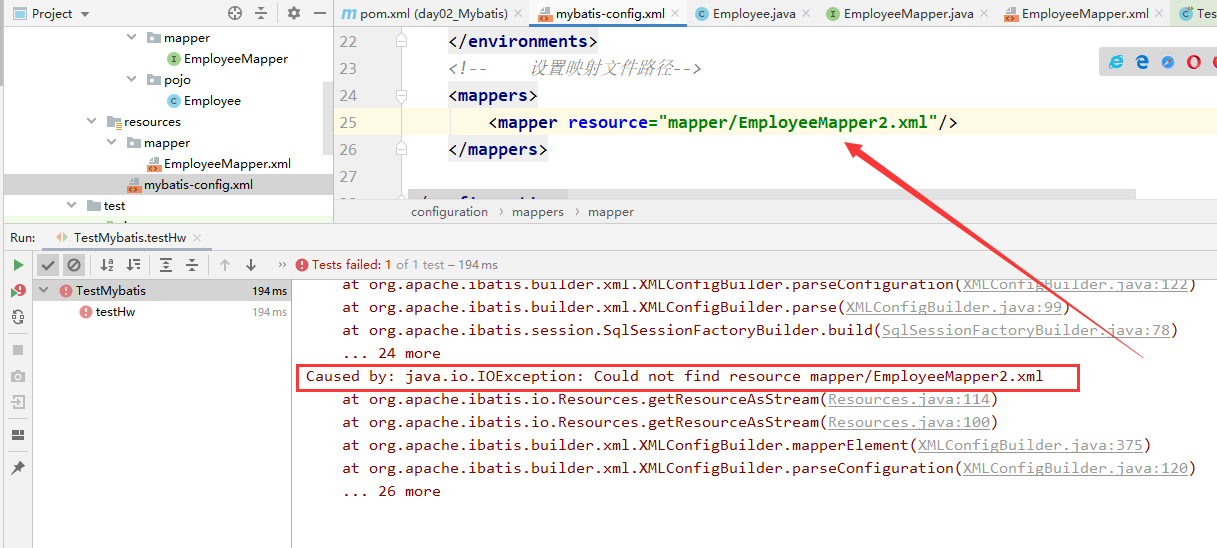 Project
pom.xml (day02_Mybatis)
mybatis-config.xml
Employee.java
EmployeeMapper.java
EmployeeMapper.xml
Tes
mapper
EmployeeMapper
pojo
Employee
resources
mapper
EmployeeMapper.xml
mybatis-config.xml
test
22 </environments>
23 <!-- 设置映射文件路径-->
24 <mappers>
25 <mapper resource="mapper/EmployeeMapper2.xml"/>
26 </mappers>
27
configuration › mappers › mapper
Run: TestMybatis.testHw
Tests failed: 1 of 1 test – 194 ms
TestMybatis 194 ms
testHw 194 ms
at org.apache.ibatis.builder.xml.XMLConfigBuilder.parseConfiguration(XMLConfigBuilder.java:122)
at org.apache.ibatis.builder.xml.XMLConfigBuilder.parse(XMLConfigBuilder.java:99)
at org.apache.ibatis.session.SqlSessionFactoryBuilder.build(SqlSessionFactoryBuilder.java:78)
... 24 more
Caused by: java.io.IOException: Could not find resource mapper/EmployeeMapper2.xml
at org.apache.ibatis.io.Resources.getResourceAsStream(Resources.java:114)
at org.apache.ibatis.io.Resources.getResourceAsStream(Resources.java:100)
at org.apache.ibatis.builder.xml.XMLConfigBuilder.mapperElement(XMLConfigBuilder.java:375)
at org.apache.ibatis.builder.xml.XMLConfigBuilder.parseConfiguration(XMLConfigBuilder.java:120)
... 26 more